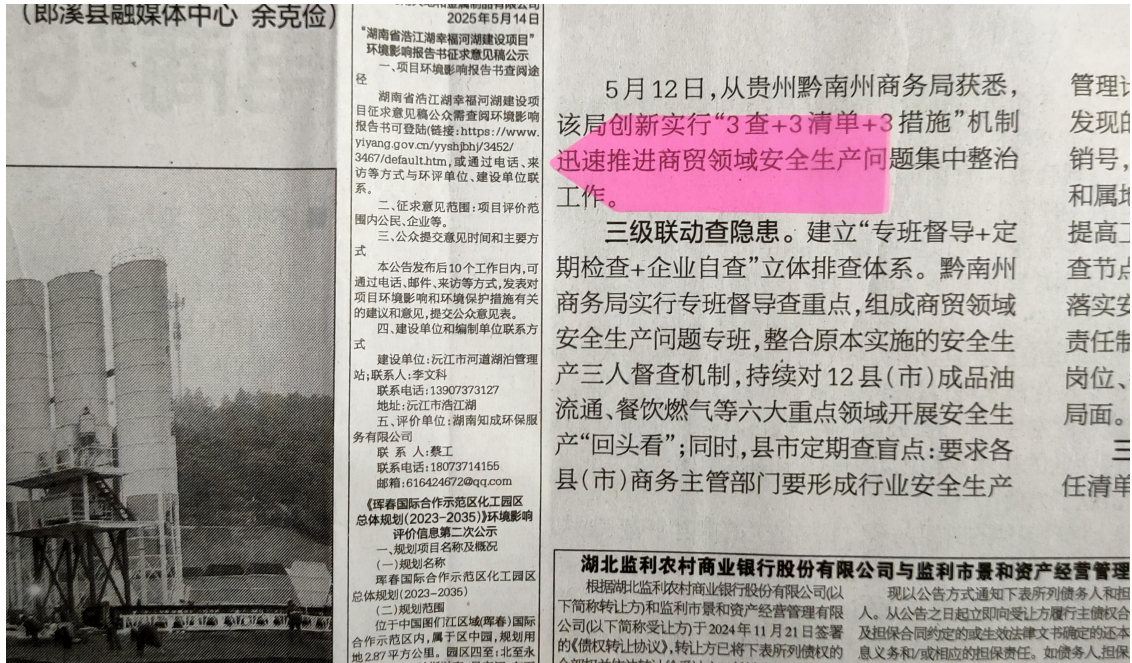 (郎溪县融媒体中心 余克俭)
2025年5月14日
“湖南省浩江湖幸福河湖建设项目”
环境影响报告书征求意见稿公示
一、项目环境影响报告书查阅途
径
湖南省浩江湖幸福河湖建设项
目征求意见稿公众需查阅环境影响
报告书可登陆(链接:https://www.
yiyang.gov.cn/yyshjbhj/3452/
3467/default.htm,或通过电话、来
访等方式与环评单位、建设单位联
系。
二、征求意见范围:项目评价范
围内公民、企业等。
三、公众提交意见时间和主要方
式
本公告发布后10个工作日内,可
通过电话、邮件、来访等方式,发表对
项目环境影响和环境保护措施有关
的建议和意见,提交公众意见表。
四、建设单位和编制单位联系方
式
建设单位:沅江市河道湖泊管理
站;联系人:李文科
联系电话:13907373127
地址:沅江市浩江湖
五、评价单位:湖南知成环保服
务有限公司
联 系 人:蔡工
联系电话:18073714155
邮箱:616424672@qq.com
《珲春国际合作示范区化工园区
总体规划(2023-2035)》环境影响
评价信息第二次公示
一、规划项目名称及概况
(一)规划名称
珲春国际合作示范区化工园区
总体规划(2023-2035)
(二)规划范围
位于中国图们江区域(珲春)国际
合作示范区内,属于区中园,规划用
地2.87平方公里。园区四至:北至永
5月12日,从贵州黔南州商务局获悉,
该局创新实行“3查+3清单+3措施”机制
迅速推进商贸领域安全生产问题集中整治
工作。
三级联动查隐患。建立“专班督导+定
期检查+企业自查”立体排查体系。黔南州
商务局实行专班督导查重点,组成商贸领域
安全生产问题专班,整合原本实施的安全生
产三人督查机制,持续对12县(市)成品油
流通、餐饮燃气等六大重点领域开展安全生
产“回头看”;同时,县市定期查盲点:要求各
县(市)商务主管部门要形成行业安全生产
管理
发现的
销号,
和属地
提高工
查节点
落实安
责任制
岗位、
局面。
三
任清单
湖北监利农村商业银行股份有限公司与监利市景和资产经营管理
根据湖北监利农村商业银行股份有限公司(以
下简称转让方)和监利市景和资产经营管理有限
公司(以下简称受让方)于2024年11月21日签署
的《债权转让协议》,转让方已将下表所列债权的
现以公告方式通知下表所列债务人和担
人。从公告之日起立即向受让方履行主债权合
及担保合同约定的或生效法律文书确定的还本
息义务和/或相应的担保责任。如债务人、担保